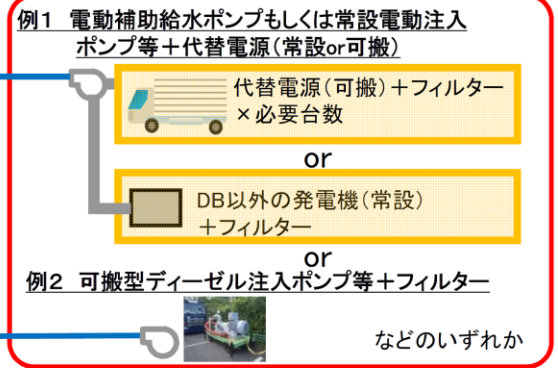 例1 電動補助給水ポンプもしくは常設電動注入
ポンプ等＋代替電源（常設or可搬）
代替電源（可搬）＋フィルター
×必要台数
or
DB以外の発電機（常設）
＋フィルター
or
例2 可搬型ディーゼル注入ポンプ等＋フィルター
などのいずれか